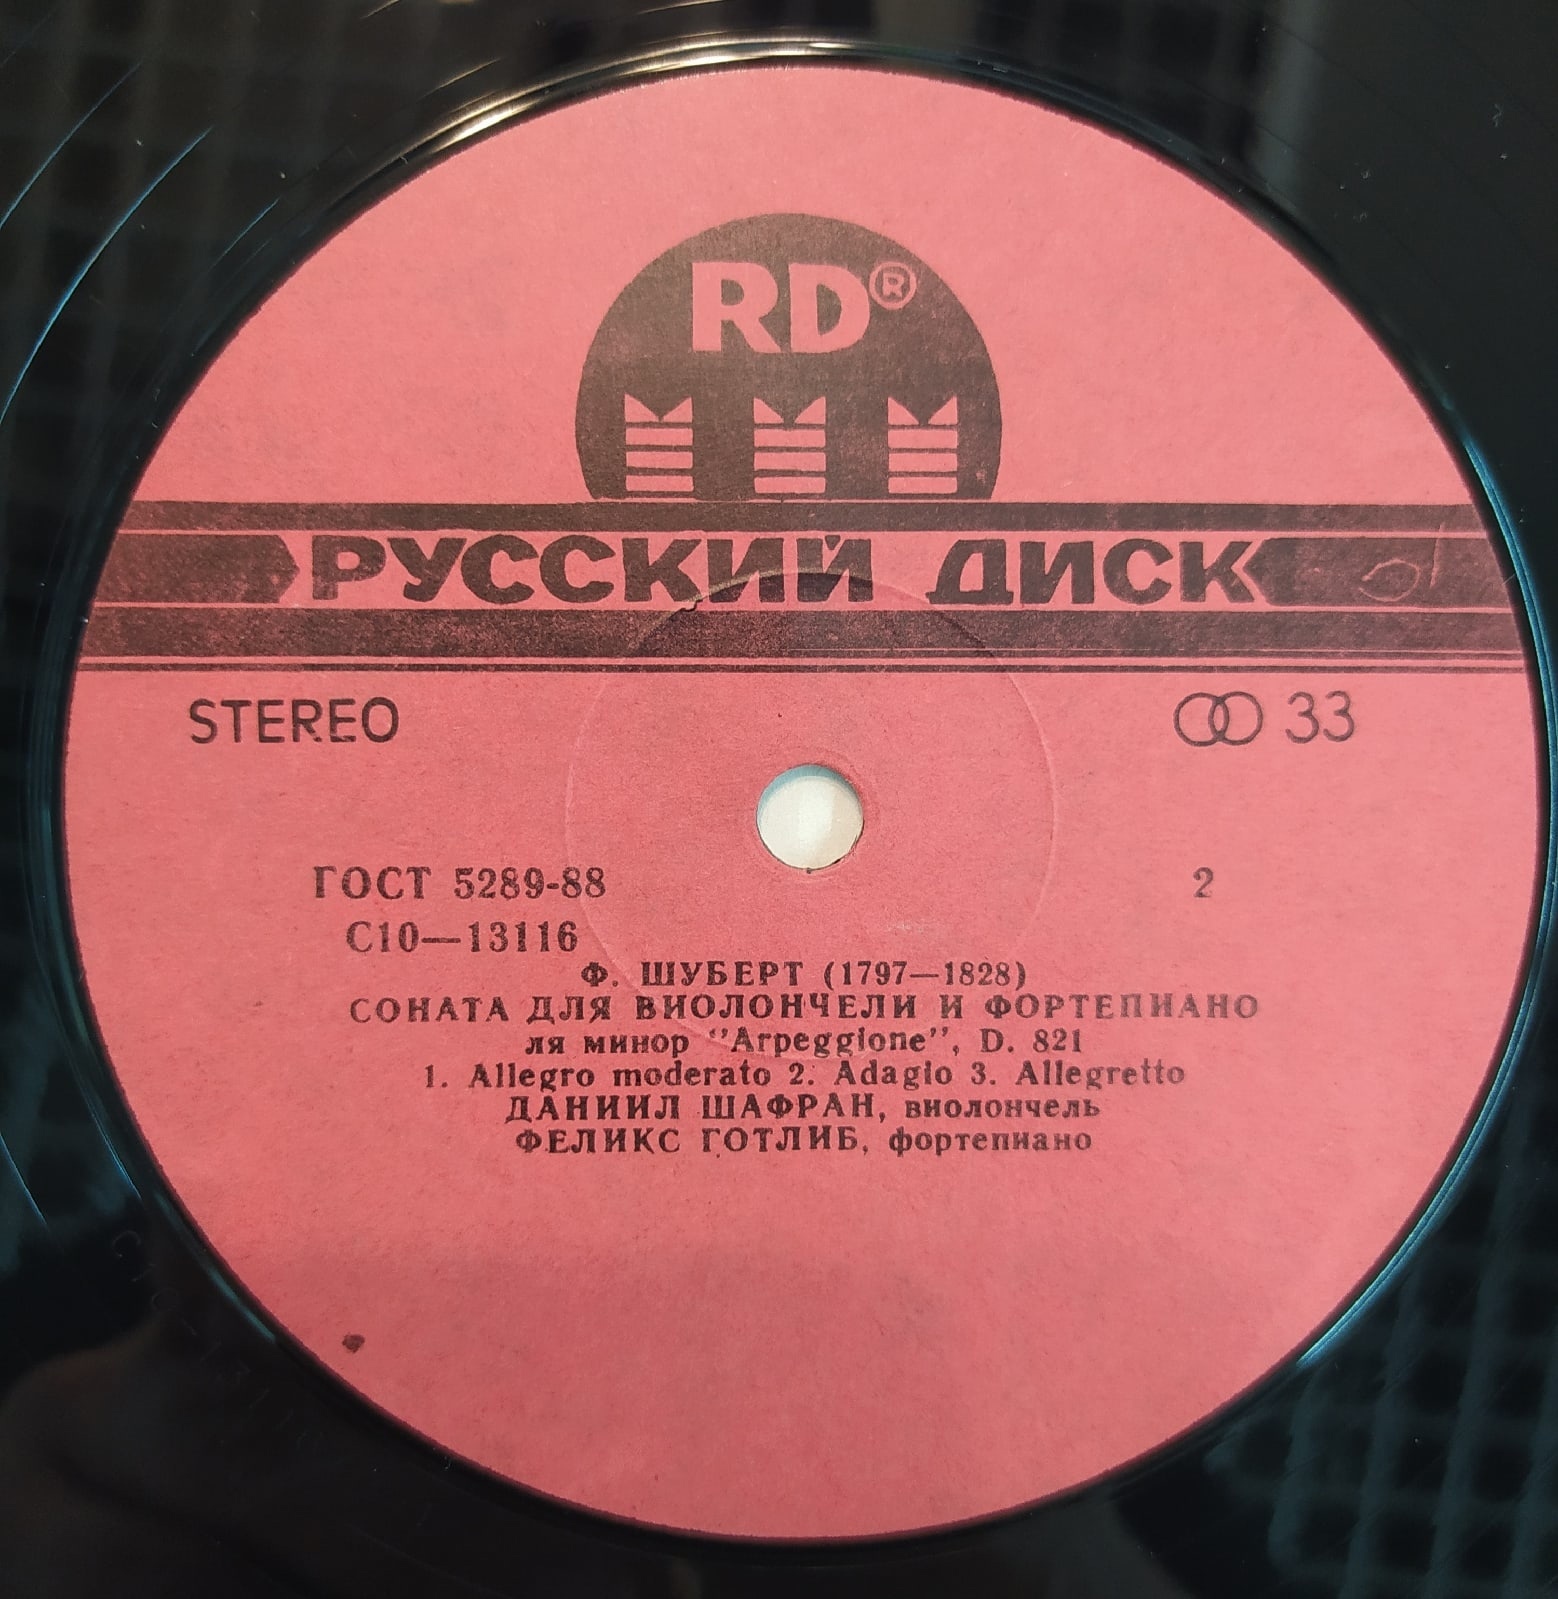 RD®
РУССКИЙ ДИСК
STEREO
33
ГОСТ 5289-88
2
С10—13116
Ф. ШУБЕРТ (1797—1828)
СОНАТА ДЛЯ ВИОЛОНЧЕЛИ И ФОРТЕПИАНО
ля минор "Arpeggione", D. 821
1. Allegro moderato 2. Adagio 3. Allegretto
ДАНИИЛ ШАФРАН, виолончель
ФЕЛИКС ГОТЛИБ, фортепиано